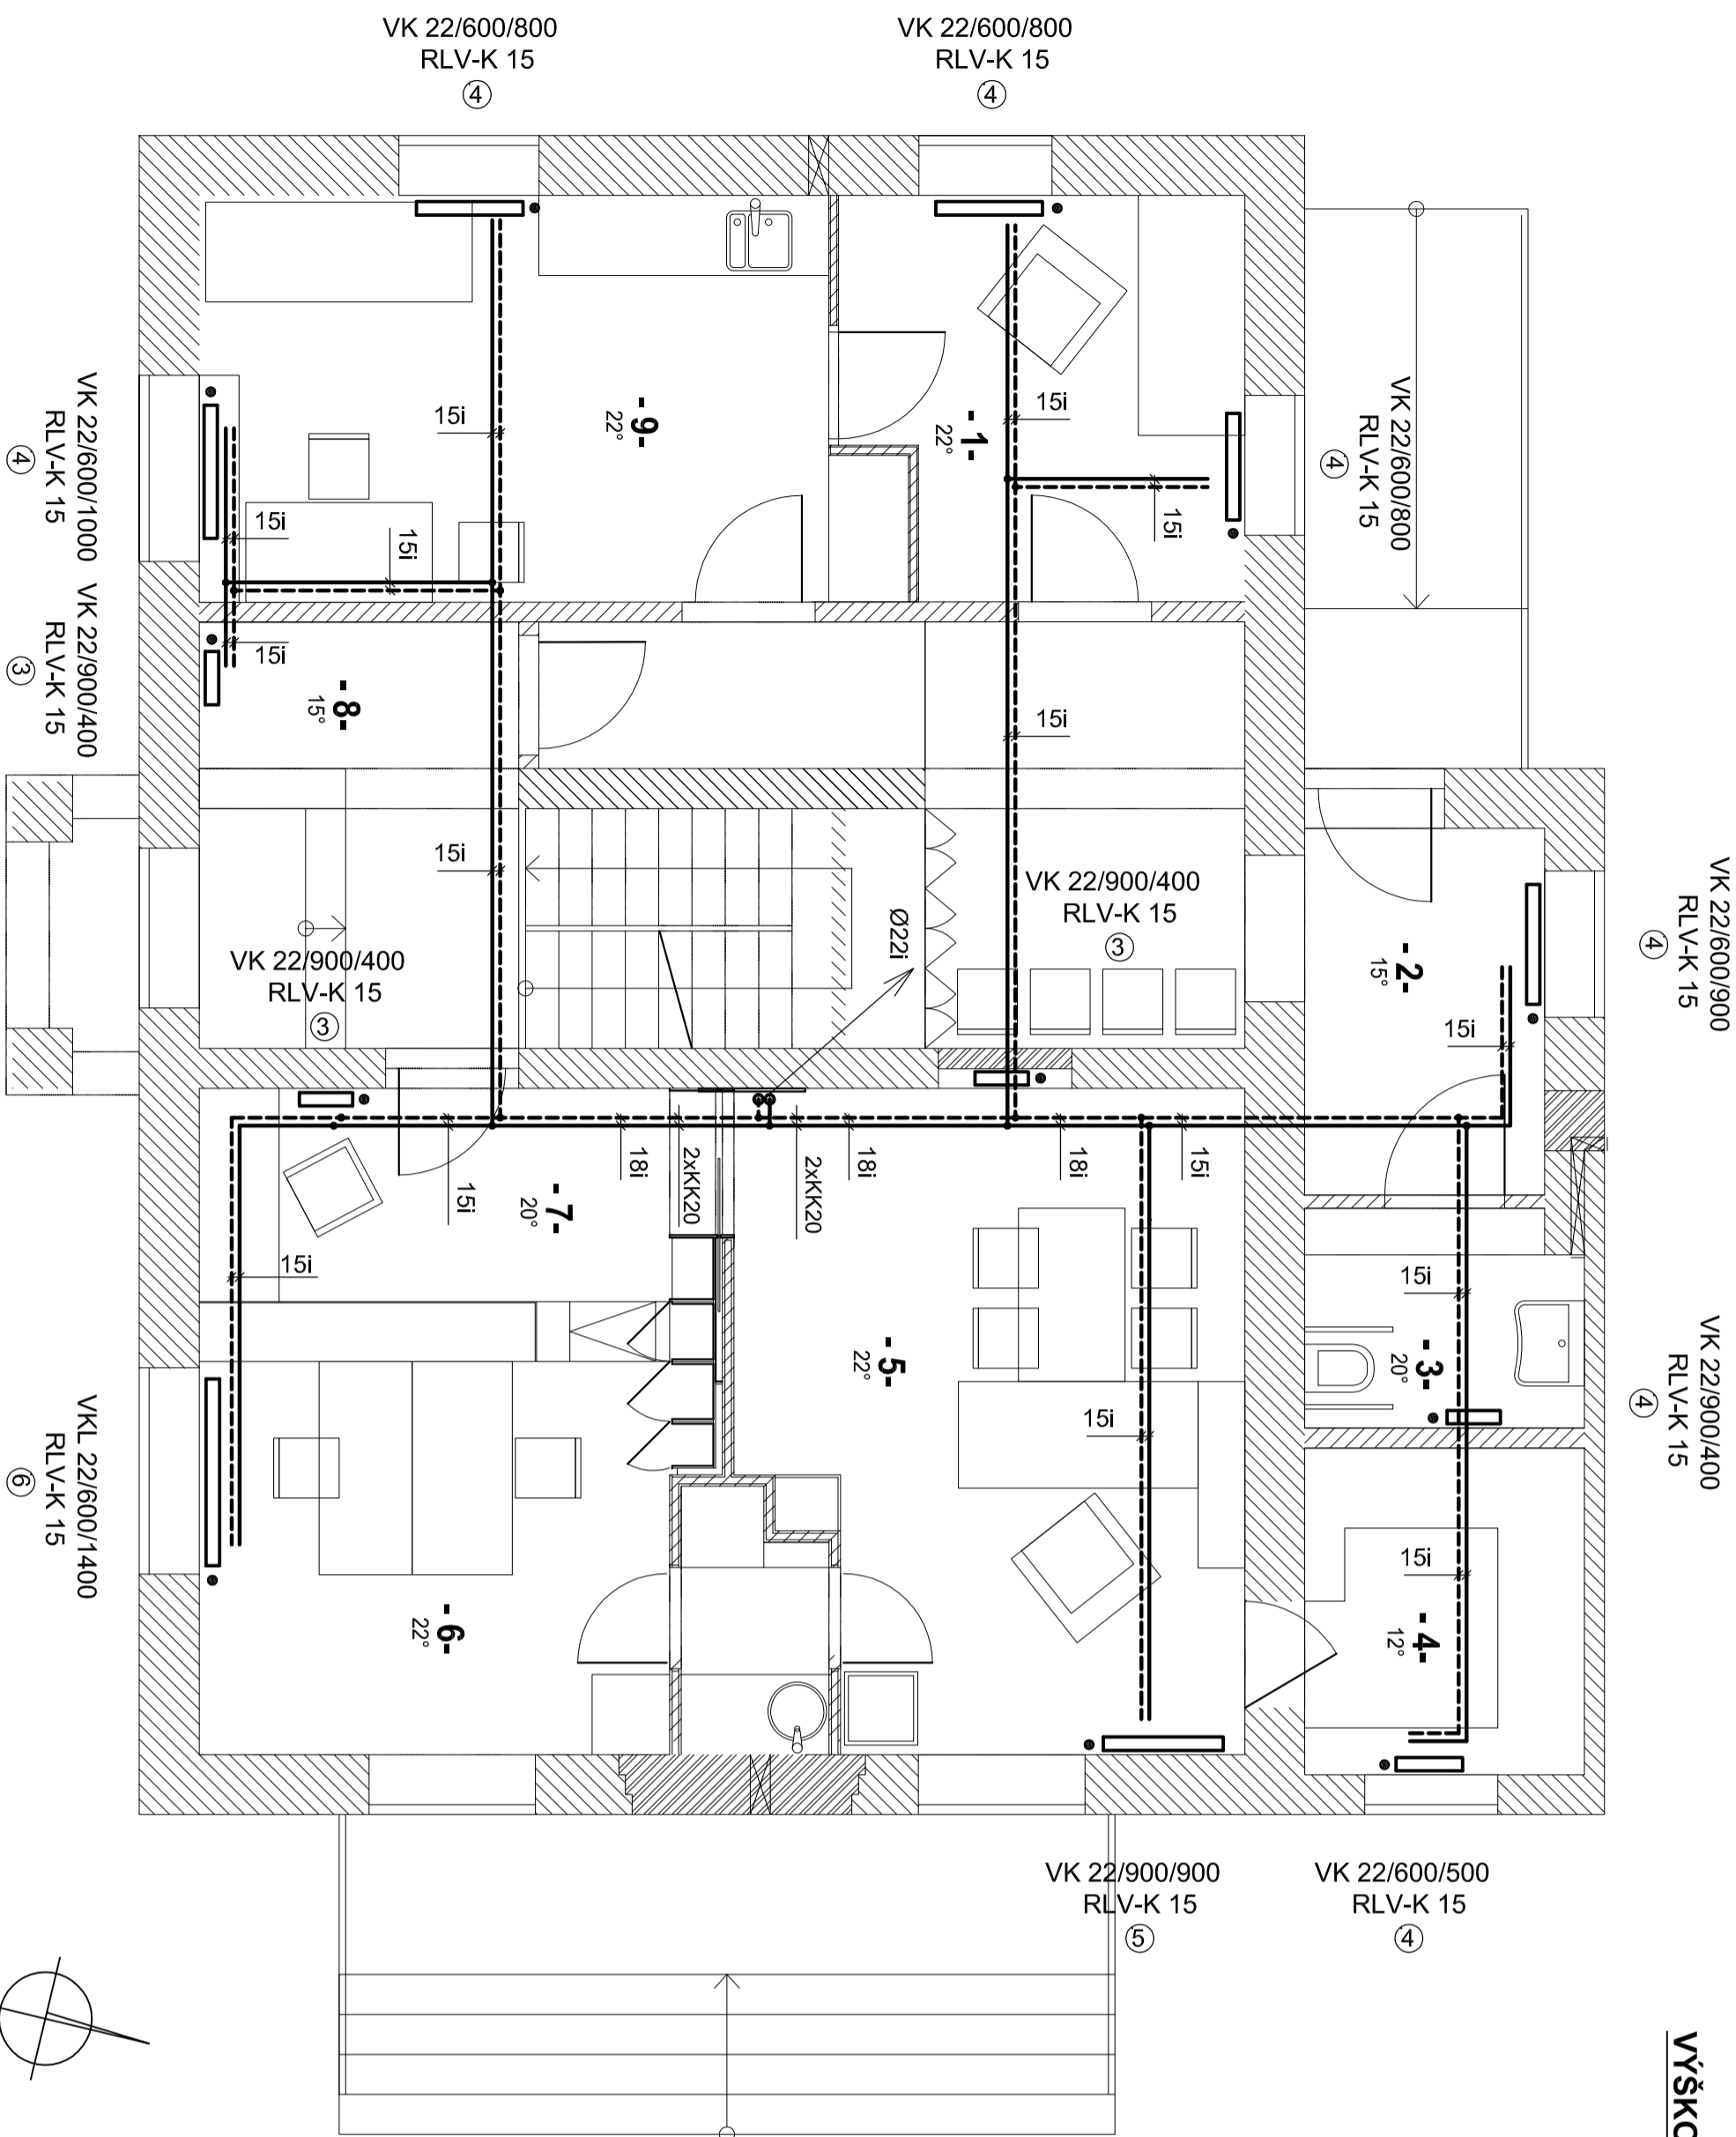 VK 22/600/800
RLV-K 15
4
VK 22/600/800
RLV-K 15
4
VK 22/600/800
RLV-K 15
4
VK 22/600/900
RLV-K 15
4
VK 22/900/400
RLV-K 15
4
VK 22/600/1000
RLV-K 15
4
VK 22/900/400
RLV-K 15
3
VKL 22/600/1400
RLV-K 15
6
- 9-
22°
- 1-
22°
15i
15i
15i
15i
15i
15i
15i
- 8-
15°
15i
VK 22/900/400
RLV-K 15
3
VK 22/900/400
RLV-K 15
3
Ø22i
- 2-
15°
15i
15i
18i
2xKK20
2xKK20
18i
18i
15i
- 7-
20°
15i
- 5-
22°
15i
15i
- 3-
20°
15i
- 4-
12°
- 6-
22°
VK 22/900/900
RLV-K 15
5
VK 22/600/500
RLV-K 15
4